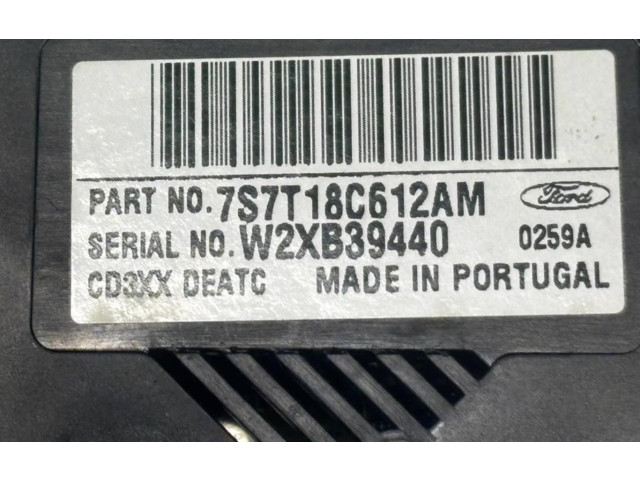 PART NO. 7S7T18C612AM
Ford
SERIAL NO. W2XB39440 0259A
CD3XX DEATC MADE IN PORTUGAL